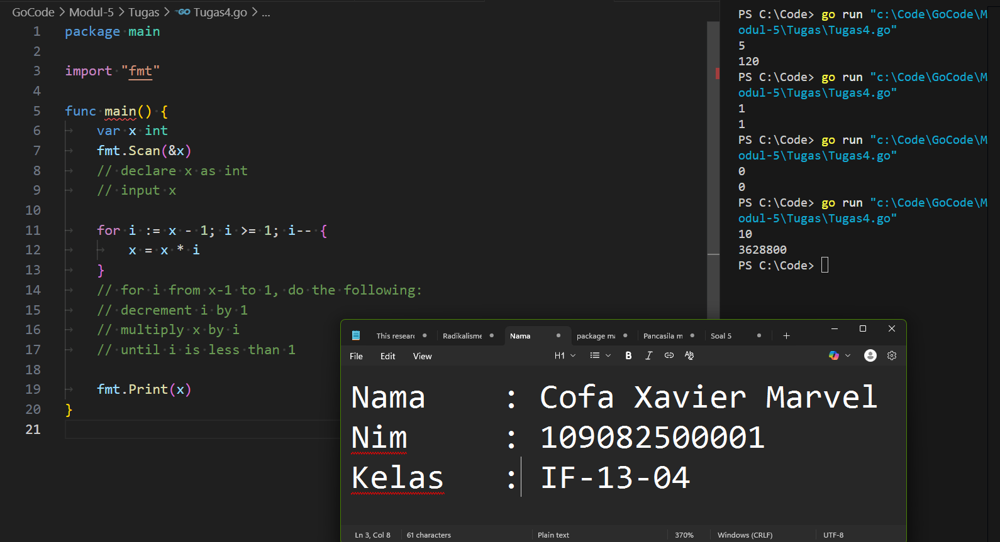 GoCode > Modul-5 > Tugas > GO Tugas4.go > ...
1 package main
2
3 import "fmt"
4
5 func main() {
6 var x int
7 fmt.Scan(&x)
8 // declare x as int
9 // input x
10
11 for i := x - 1; i >= 1; i-- {
12 x = x * i
13 }
14 // for i from x-1 to 1, do the following:
15 // decrement i by 1
16 // multiply x by i
17 // until i is less than 1
18
19 fmt.Print(x)
20 }
21
PS C:\Code> go run "c:\Code\GoCode\M
odul-5\Tugas\Tugas4.go"
5
120
PS C:\Code> go run "c:\Code\GoCode\M
odul-5\Tugas\Tugas4.go"
1
1
PS C:\Code> go run "c:\Code\GoCode\M
odul-5\Tugas\Tugas4.go"
0
0
PS C:\Code> go run "c:\Code\GoCode\M
odul-5\Tugas\Tugas4.go"
10
3628800
PS C:\Code>
This resear Radikalisme Nama package ma Pancasila m Soal 5
File Edit View H1 B I
Nama : Cofa Xavier Marvel
Nim : 109082500001
Kelas : IF-13-04
Ln 3, Col 8 61 characters Plain text 370% Windows (CRLF) UTF-8